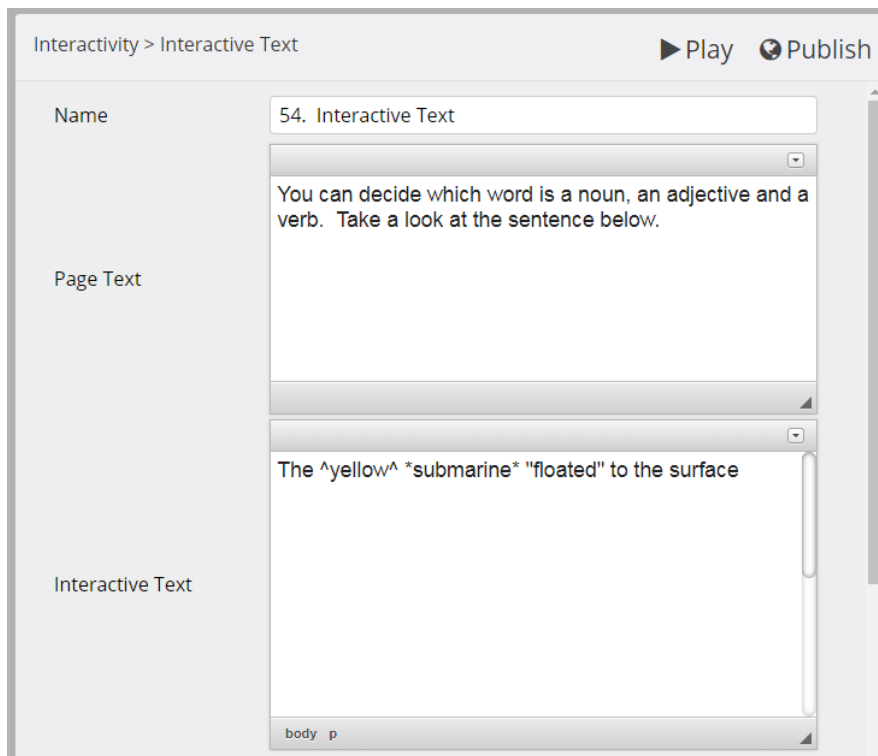 Interactivity > Interactive Text
Play Publish
Name
54.  Interactive Text
Page Text
You can decide which word is a noun, an adjective and a
verb.  Take a look at the sentence below.
Interactive Text
The ^yellow^ *submarine* "floated" to the surface
body p